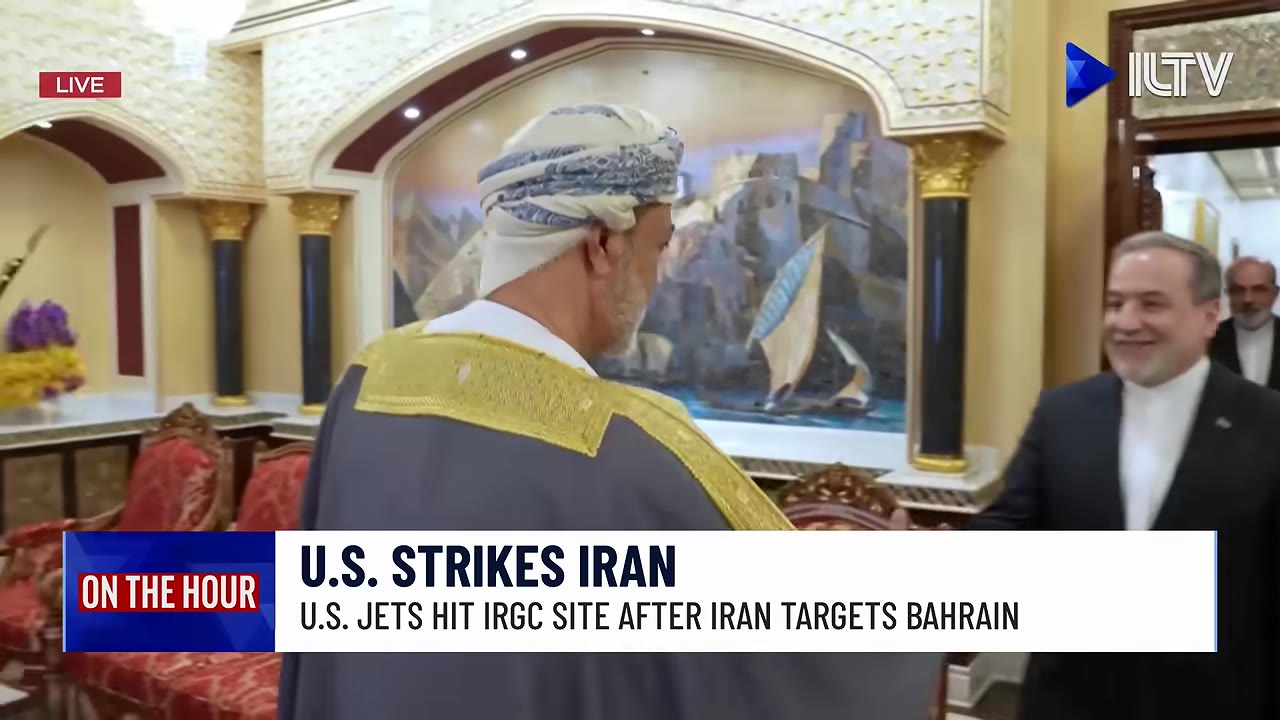 LIVE
ILTV
U.S. STRIKES IRAN
ON THE HOUR
U.S. JETS HIT IRGC SITE AFTER IRAN TARGETS BAHRAIN